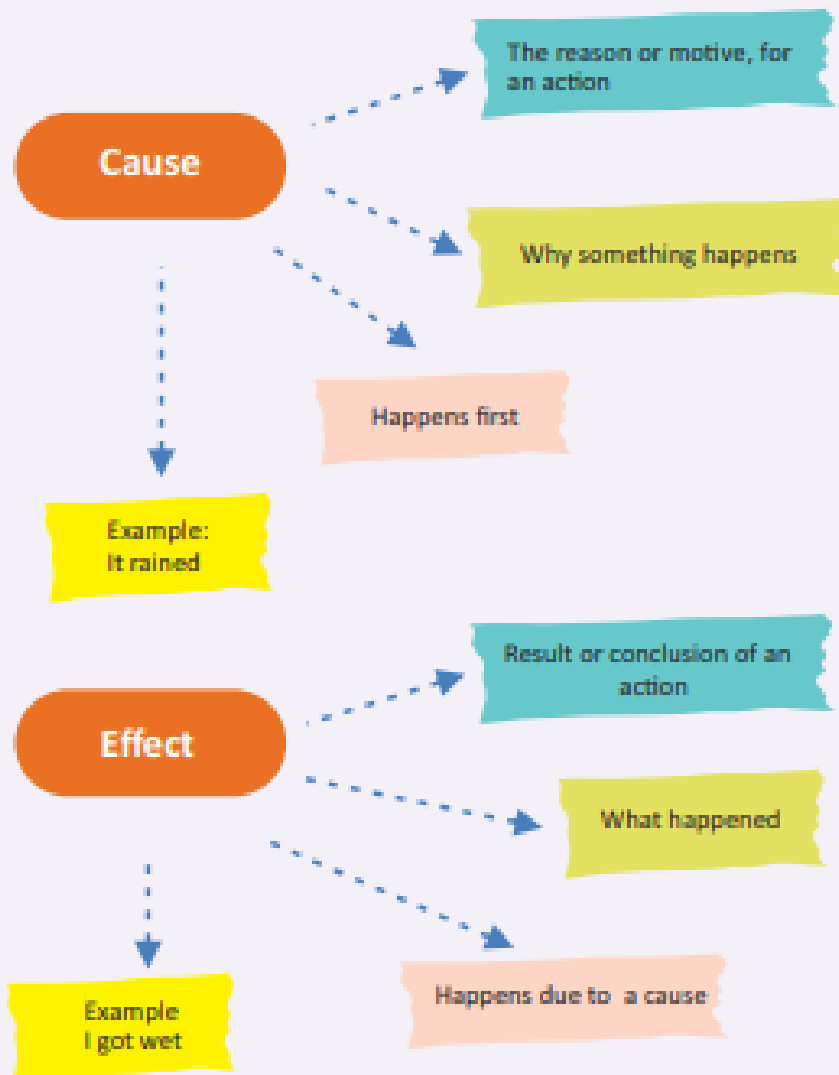 The reason or motive, for
an action
Cause
Why something happens
Happens first
Example:
It rained
Result or conclusion of an
action
Effect
What happened
Happens due to a cause
Example
I got wet